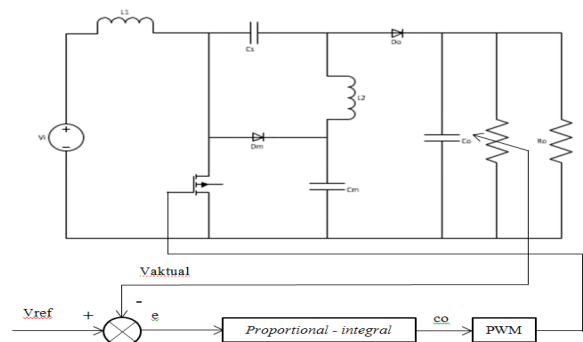 L1
Cs
Do
L2
Vi
Dm
Co
Ro
Cm
Vaktual
Vref
+
-
e
Proportional - integral
co
PWM